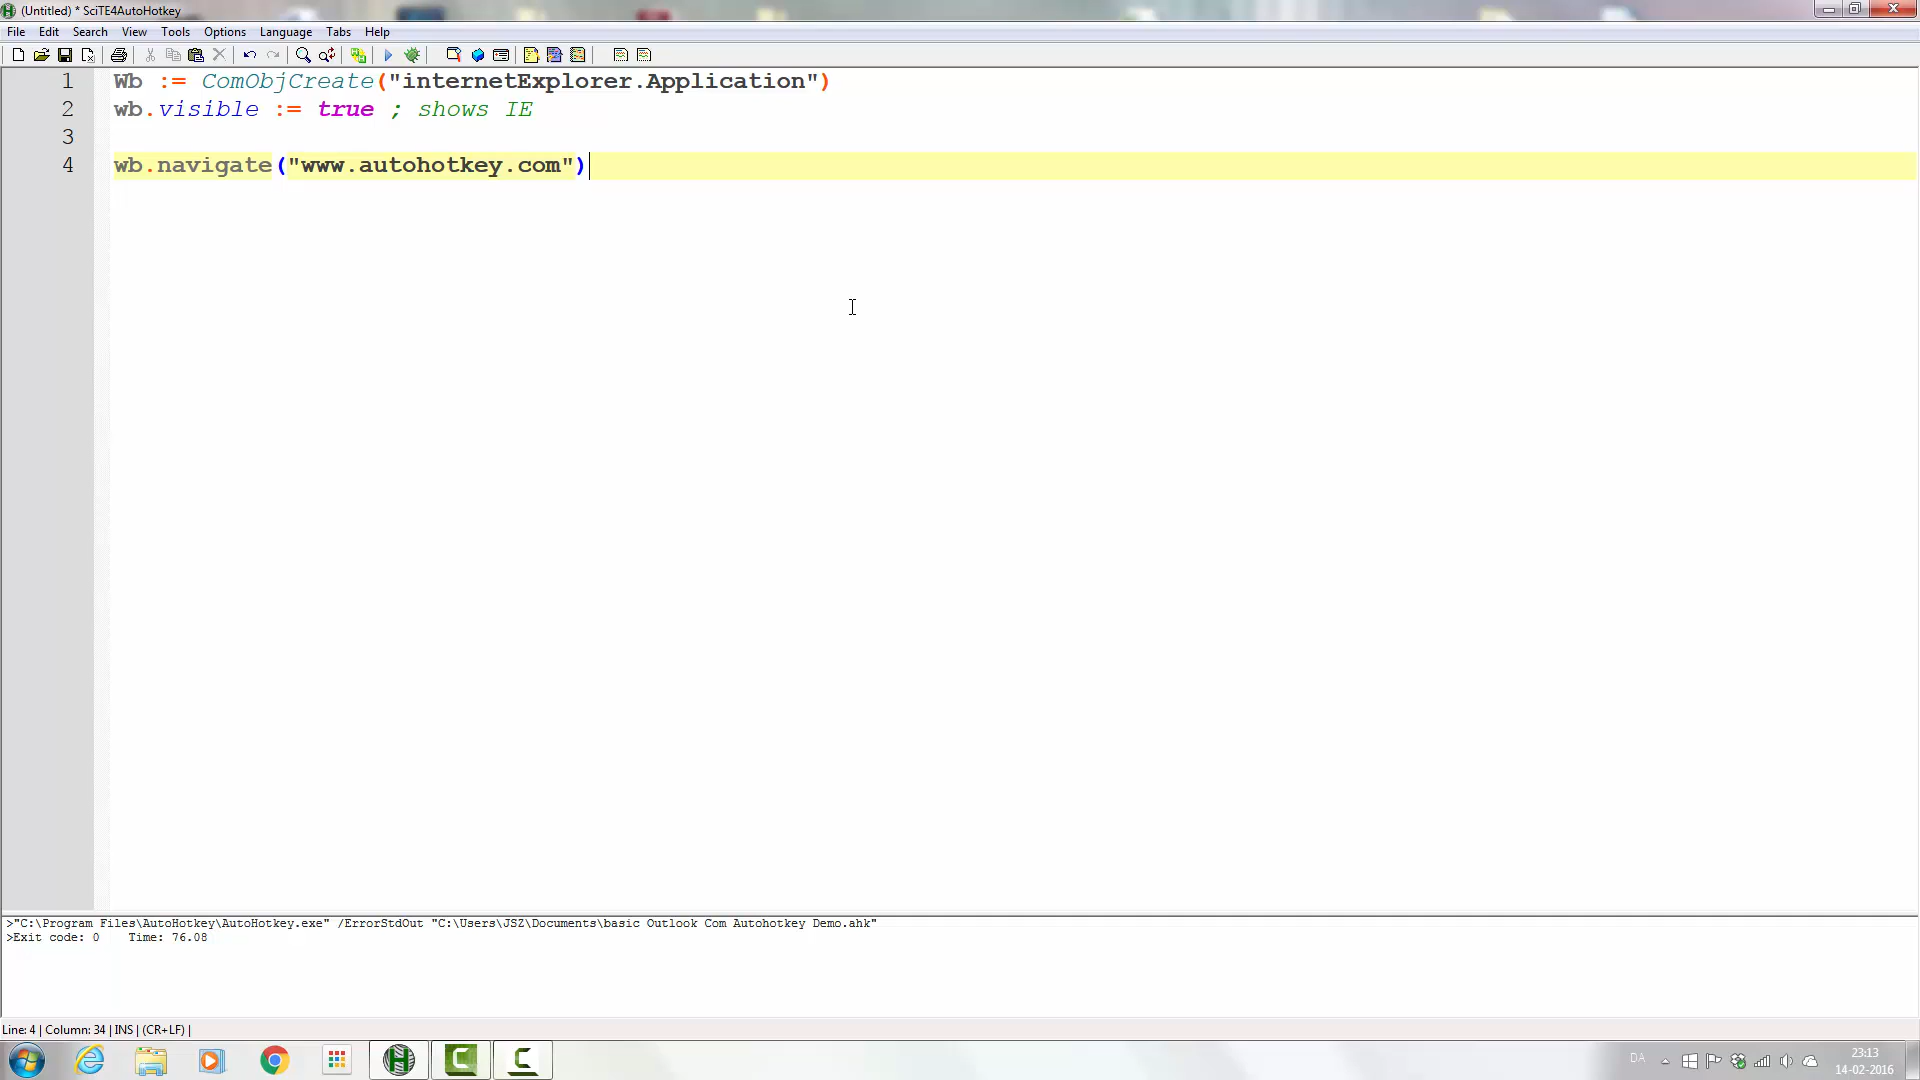 (Untitled) * SciTE4AutoHotkey
File Edit Search View Tools Options Language Tabs Help
1 Wb := ComObjCreate("internetExplorer.Application")
2 wb.visible := true ; shows IE
3
4 wb.navigate("www.autohotkey.com")
>"C:\Program Files\AutoHotkey\AutoHotkey.exe" /ErrorStdOut "C:\Users\JSZ\Documents\basic Outlook Com Autohotkey Demo.ahk"
>Exit code: 0 Time: 76.08
Line: 4 | Column: 34 | INS | (CR+LF) |
DA
23:13
14-02-2016